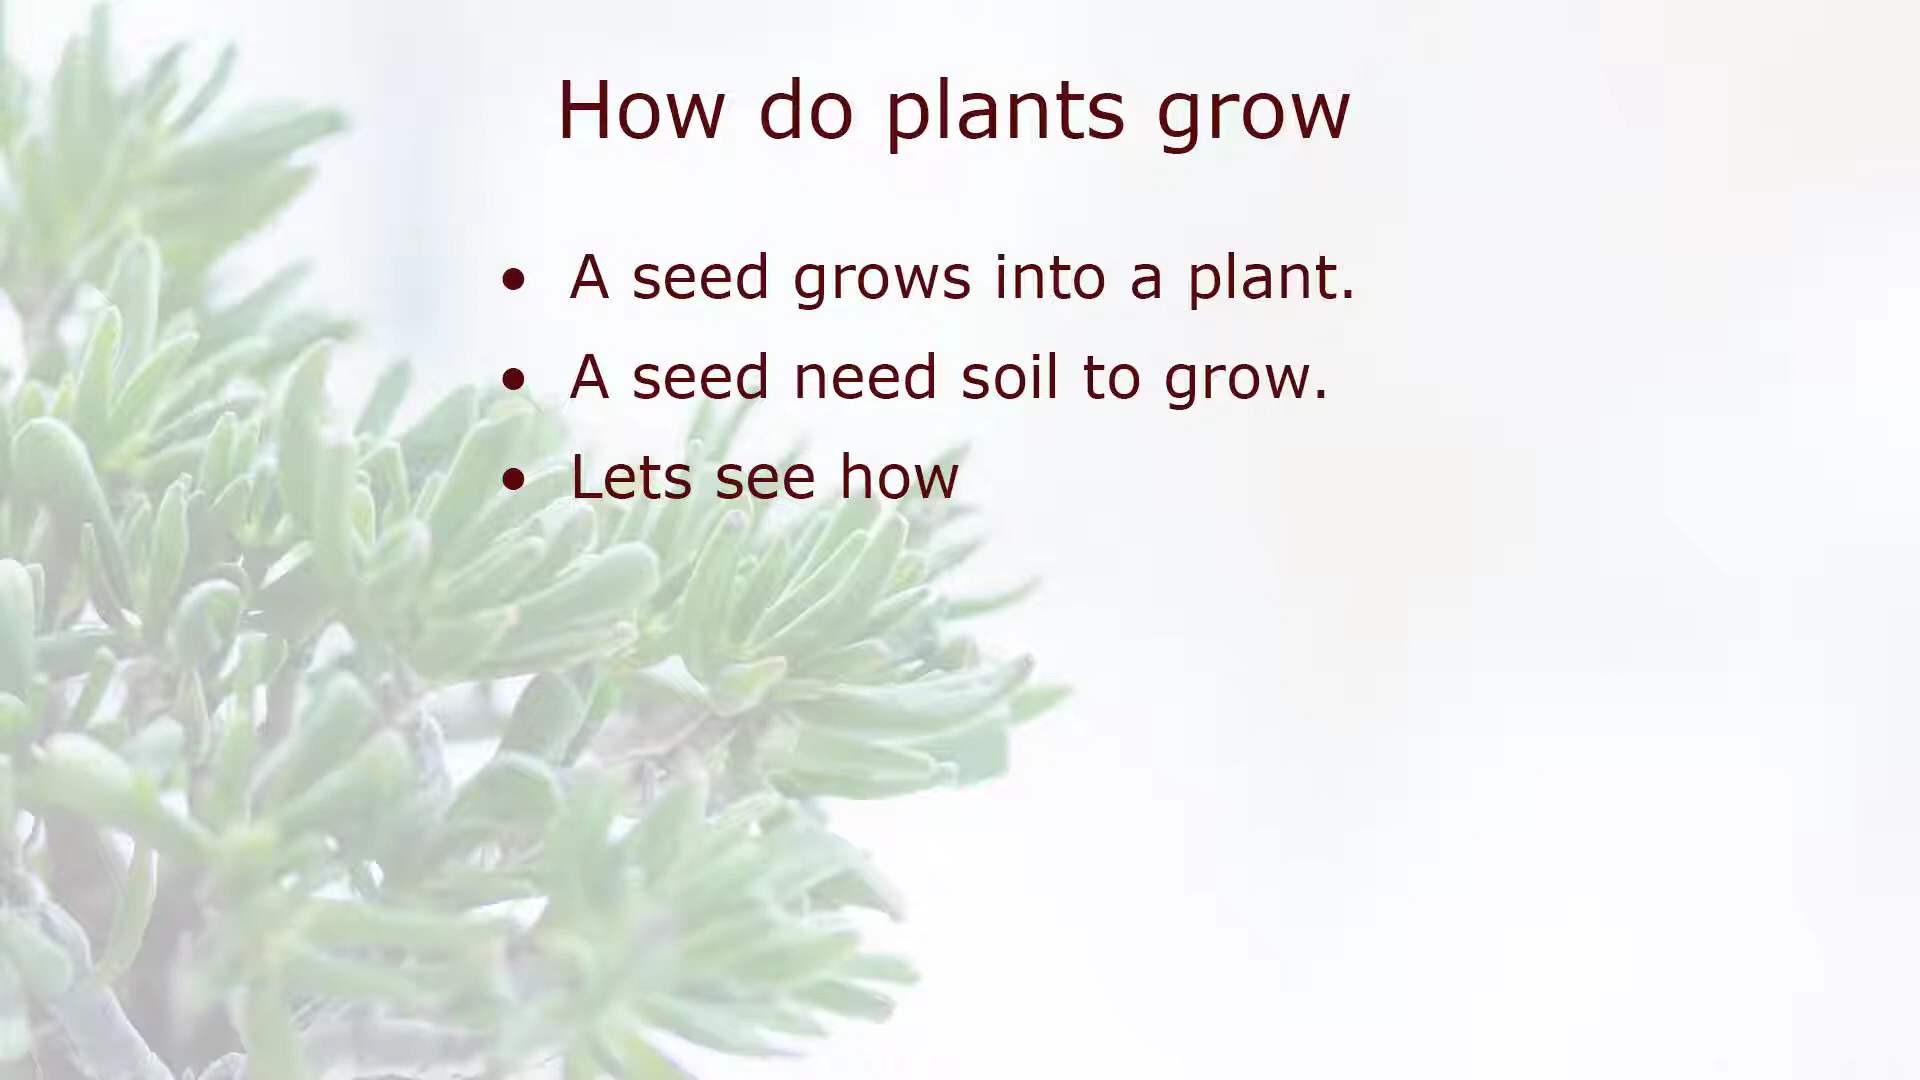 How do plants grow
• A seed grows into a plant.
• A seed need soil to grow.
• Lets see how